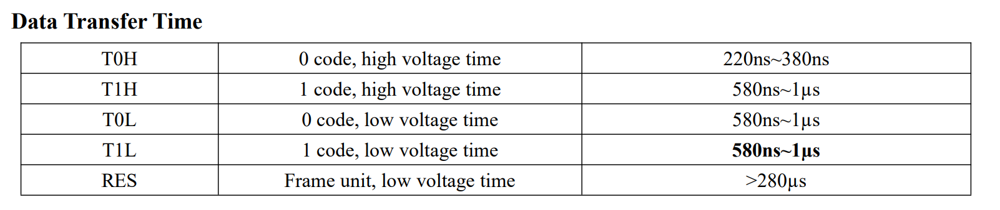 Data Transfer Time
T0H 0 code, high voltage time 220ns~380ns
T1H 1 code, high voltage time 580ns~1µs
T0L 0 code, low voltage time 580ns~1µs
T1L 1 code, low voltage time 580ns~1µs
RES Frame unit, low voltage time >280µs